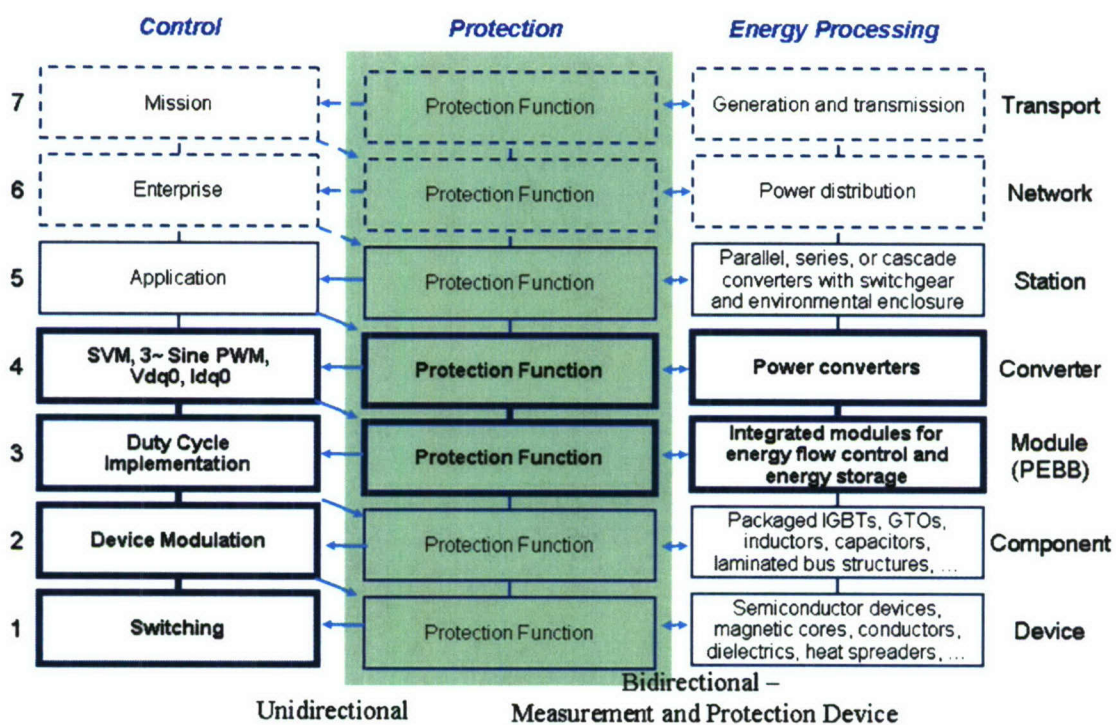 Control Protection Energy Processing
7 Mission Protection Function Generation and transmission Transport
6 Enterprise Protection Function Power distribution Network
5 Application Protection Function
Parallel, series, or cascade
converters with switchgear
and environmental enclosure
Station
4
SVM, 3~ Sine PWM,
Vdq0, Idq0
Protection Function Power converters Converter
3
Duty Cycle
Implementation
Protection Function
Integrated modules for
energy flow control and
energy storage
Module
(PEBB)
2 Device Modulation Protection Function
Packaged IGBTs, GTOs,
inductors, capacitors,
laminated bus structures, ...
Component
1 Switching Protection Function
Semiconductor devices,
magnetic cores, conductors,
dielectrics, heat spreaders, ...
Device
Unidirectional
Bidirectional –
Measurement and Protection Device